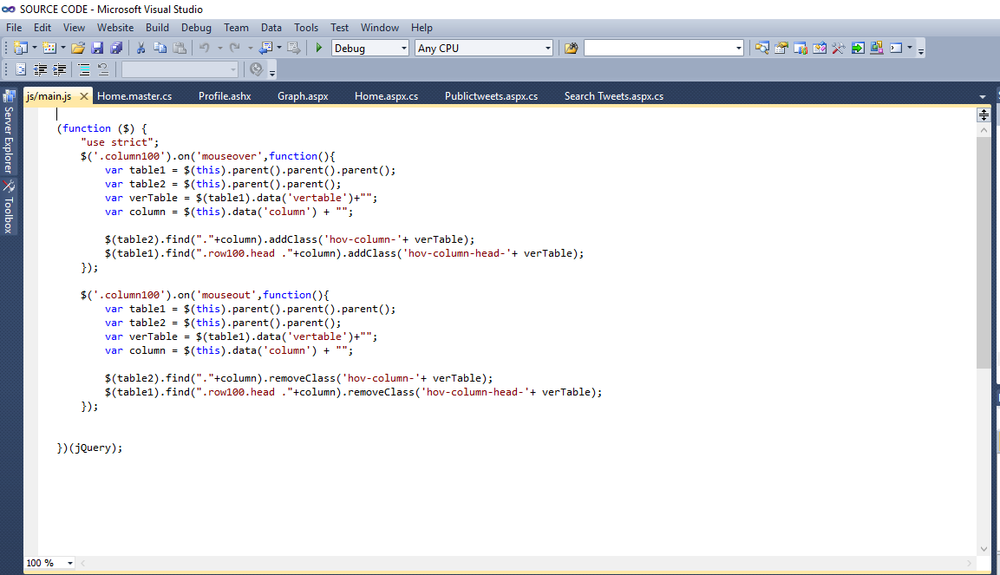 SOURCE CODE - Microsoft Visual Studio
File Edit View Website Build Debug Team Data Tools Test Window Help
Debug Any CPU
js/main.js Home.master.cs Profile.ashx Graph.aspx Home.aspx.cs Publictweets.aspx.cs Search Tweets.aspx.cs
Server Explorer
Toolbox
(function ($) {
    "use strict";
    $('.column100').on('mouseover',function(){
        var table1 = $(this).parent().parent().parent();
        var table2 = $(this).parent().parent();
        var verTable = $(table1).data('vertable')+"";
        var column = $(this).data('column') + "";

        $(table2).find("."+column).addClass('hov-column-'+ verTable);
        $(table1).find(".row100.head ."+column).addClass('hov-column-head-'+ verTable);
    });

    $('.column100').on('mouseout',function(){
        var table1 = $(this).parent().parent().parent();
        var table2 = $(this).parent().parent();
        var verTable = $(table1).data('vertable')+"";
        var column = $(this).data('column') + "";

        $(table2).find("."+column).removeClass('hov-column-'+ verTable);
        $(table1).find(".row100.head ."+column).removeClass('hov-column-head-'+ verTable);
    });

})(jQuery);
100 %